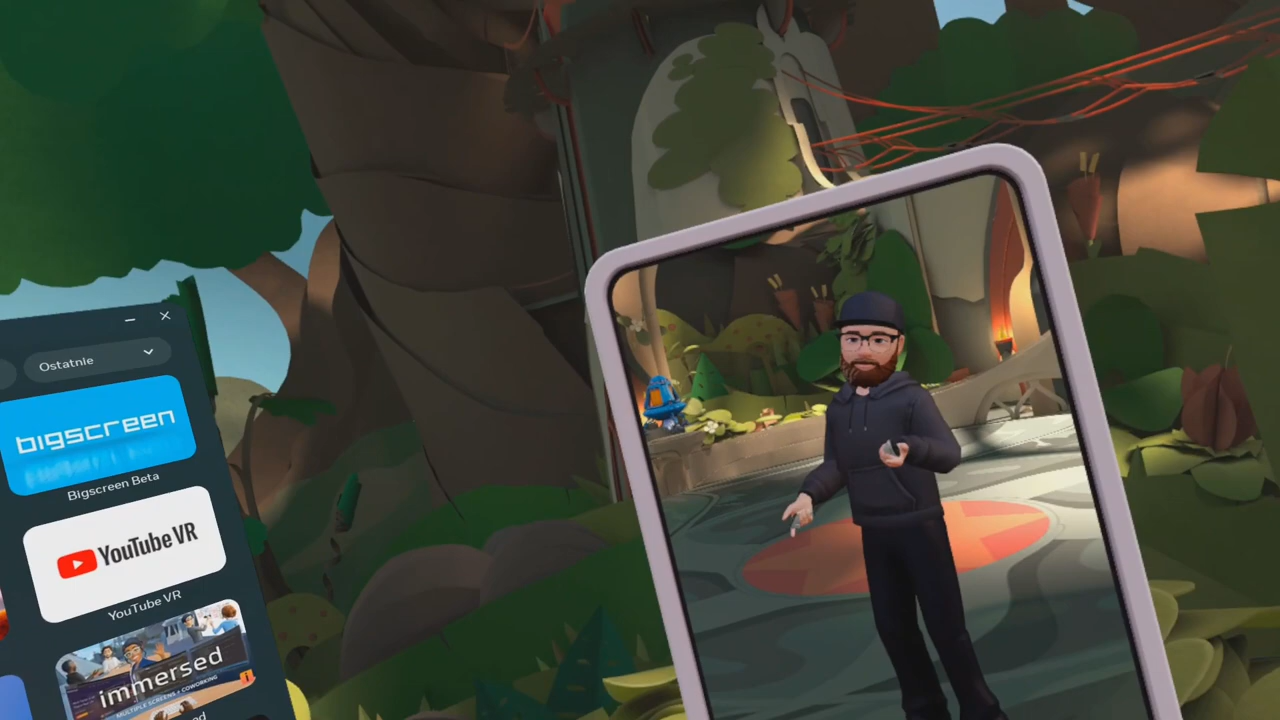 Ostatnie
bigscreen
Bigscreen Beta
YouTube VR
YouTube VR
immersed
MULTIPLE SCREENS + COWORKING